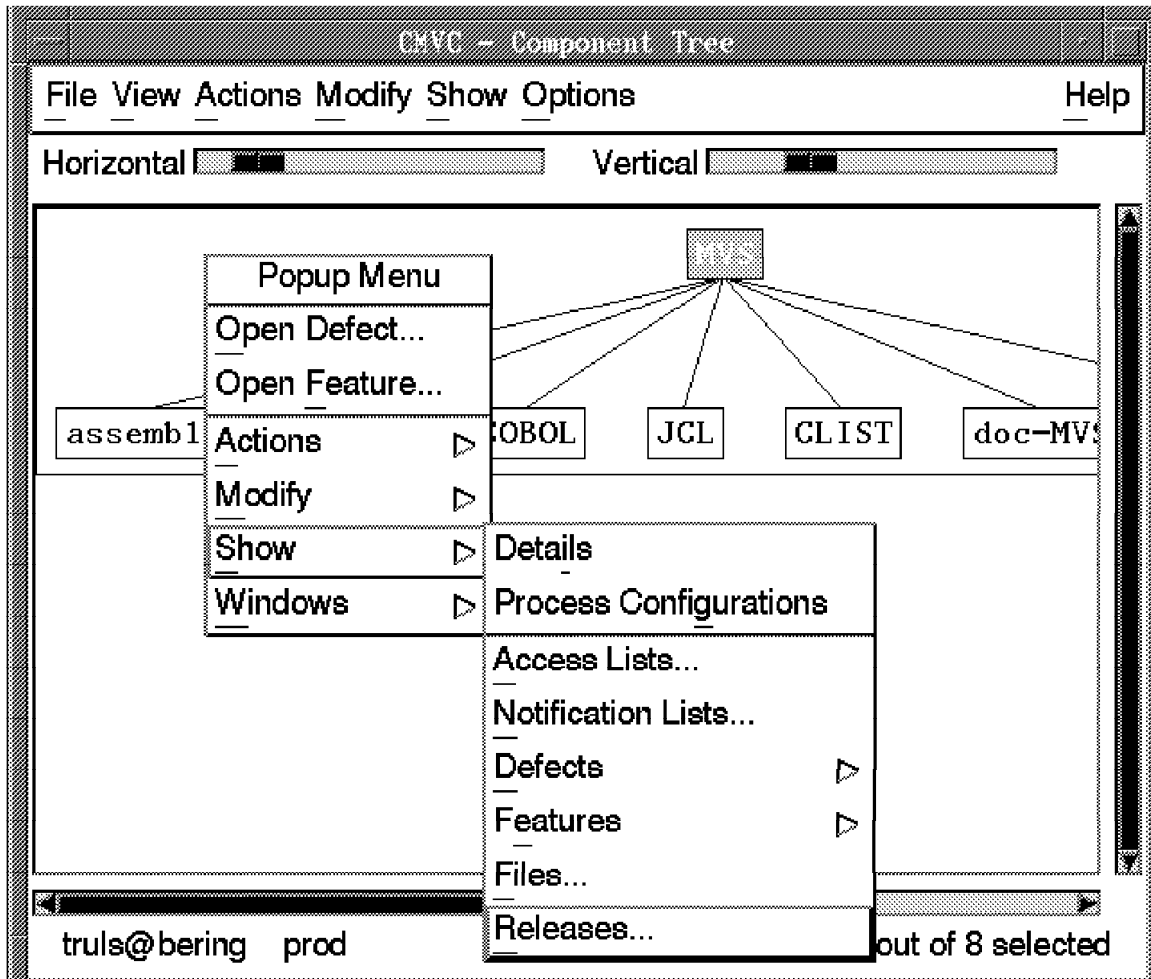 CMVC - Component Tree
File View Actions Modify Show Options Help
Horizontal Vertical
MVS
Popup Menu
Open Defect...
Open Feature...
assembl OBOL JCL CLIST doc-MVS
Actions
Modify
Show
Windows
Details
Process Configurations
Access Lists...
Notification Lists...
Defects
Features
Files...
Releases...
truls@bering prod out of 8 selected